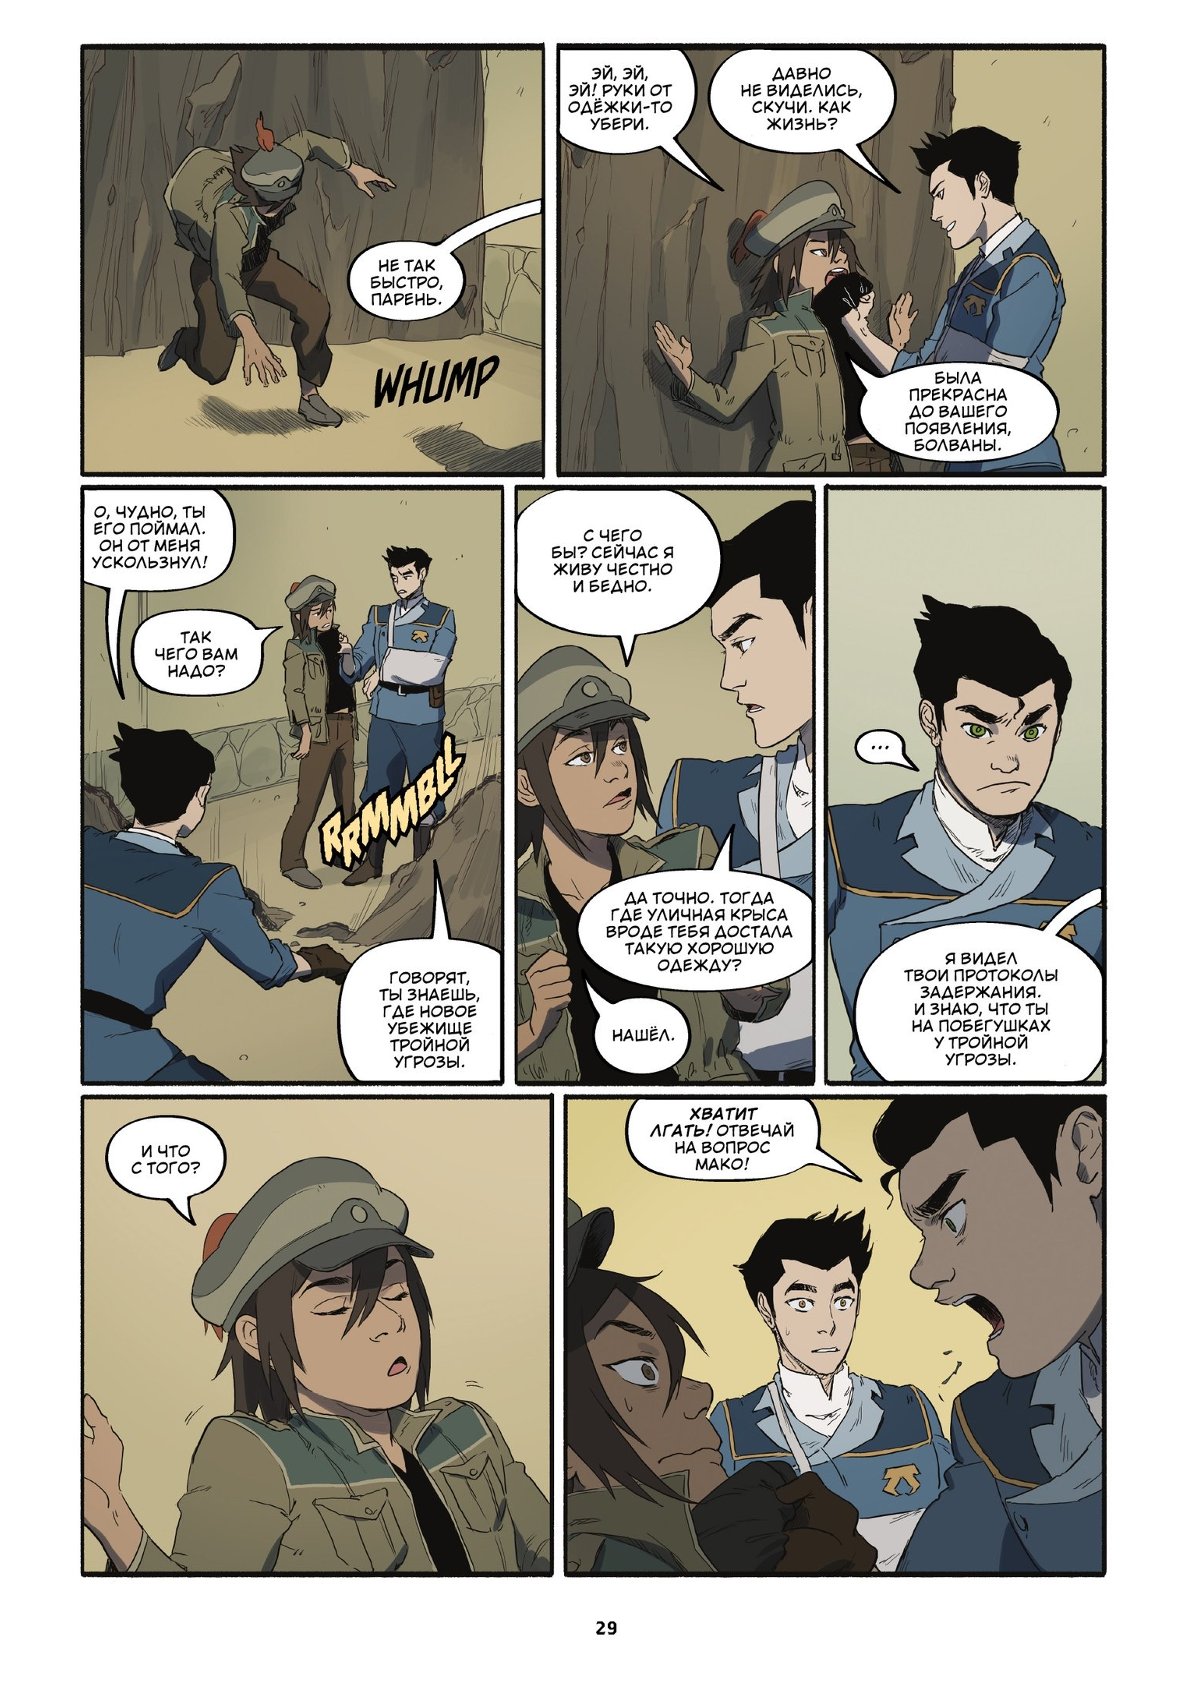 НЕ ТАК
БЫСТРО,
ПАРЕНЬ.
WHUMP
ЭЙ, ЭЙ,
ЭЙ! РУКИ ОТ
ОДЁЖКИ-ТО
УБЕРИ.
ДАВНО
НЕ ВИДЕЛИСЬ,
СКУЧИ. КАК
ЖИЗНЬ?
БЫЛА
ПРЕКРАСНА
ДО ВАШЕГО
ПОЯВЛЕНИЯ,
БОЛВАНЫ.
О, ЧУДНО, ТЫ
ЕГО ПОЙМАЛ.
ОН ОТ МЕНЯ
УСКОЛЬЗНУЛ!
ТАК
ЧЕГО ВАМ
НАДО?
RRMMBLL
ГОВОРЯТ,
ТЫ ЗНАЕШЬ,
ГДЕ НОВОЕ
УБЕЖИЩЕ
ТРОЙНОЙ
УГРОЗЫ.
С ЧЕГО
БЫ? СЕЙЧАС Я
ЖИВУ ЧЕСТНО
И БЕДНО.
ДА ТОЧНО. ТОГДА
ГДЕ УЛИЧНАЯ КРЫСА
ВРОДЕ ТЕБЯ ДОСТАЛА
ТАКУЮ ХОРОШУЮ
ОДЕЖДУ?
НАШЁЛ.
...
Я ВИДЕЛ
ТВОИ ПРОТОКОЛЫ
ЗАДЕРЖАНИЯ.
И ЗНАЮ, ЧТО ТЫ
НА ПОБЕГУШКАХ
У ТРОЙНОЙ
УГРОЗЫ.
И ЧТО
С ТОГО?
ХВАТИТ
ЛГАТЬ! ОТВЕЧАЙ
НА ВОПРОС
МАКО!
29